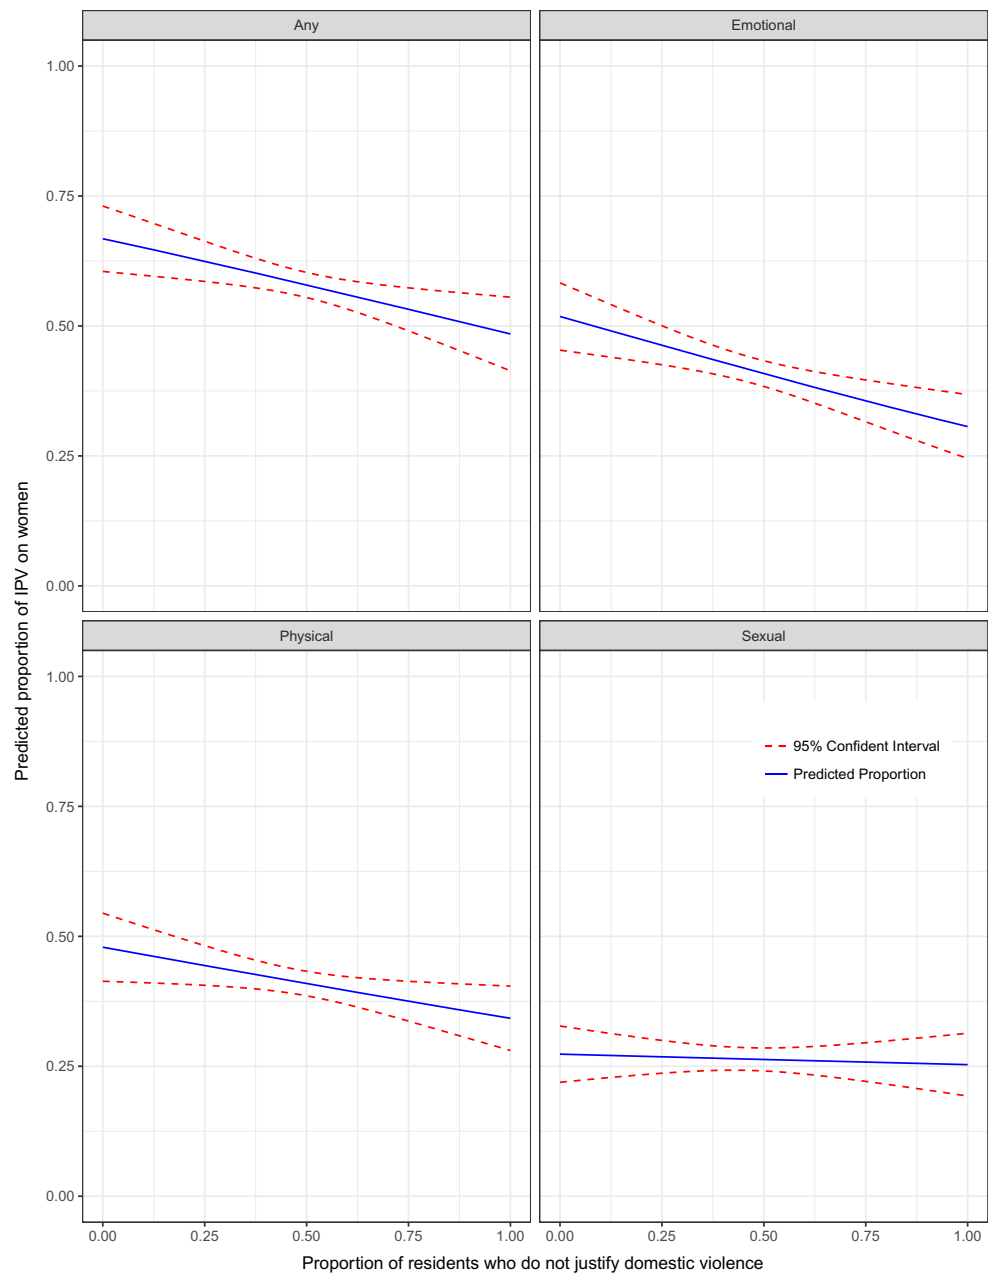 Any
Emotional
1.00
0.75
0.50
0.25
0.00
Predicted proportion of IPV on women
Physical
Sexual
1.00
0.75
0.50
0.25
0.00
95% Confident Interval
Predicted Proportion
0.00 0.25 0.50 0.75 1.00
0.00 0.25 0.50 0.75 1.00
Proportion of residents who do not justify domestic violence